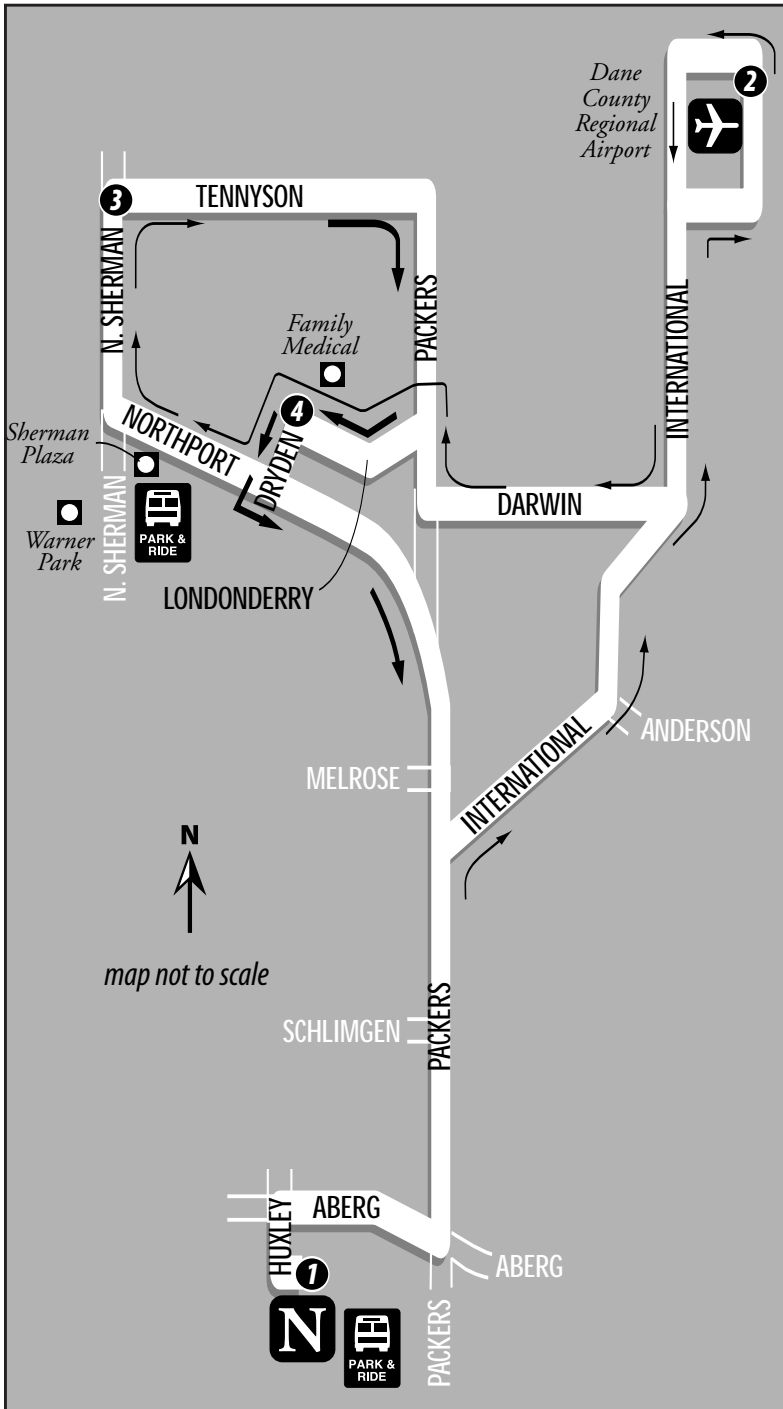 Dane
County
Regional
Airport
2
3
TENNYSON
N. SHERMAN
PACKERS
INTERNATIONAL
Family
Medical
4
NORTHPORT
DRYDEN
Sherman
Plaza
DARWIN
N. SHERMAN
PARK &
RIDE
Warner
Park
LONDONDERRY
ANDERSON
MELROSE
INTERNATIONAL
N
map not to scale
SCHLIMGEN
PACKERS
HUXLEY
ABERG
ABERG
1
N
PARK &
RIDE
PACKERS